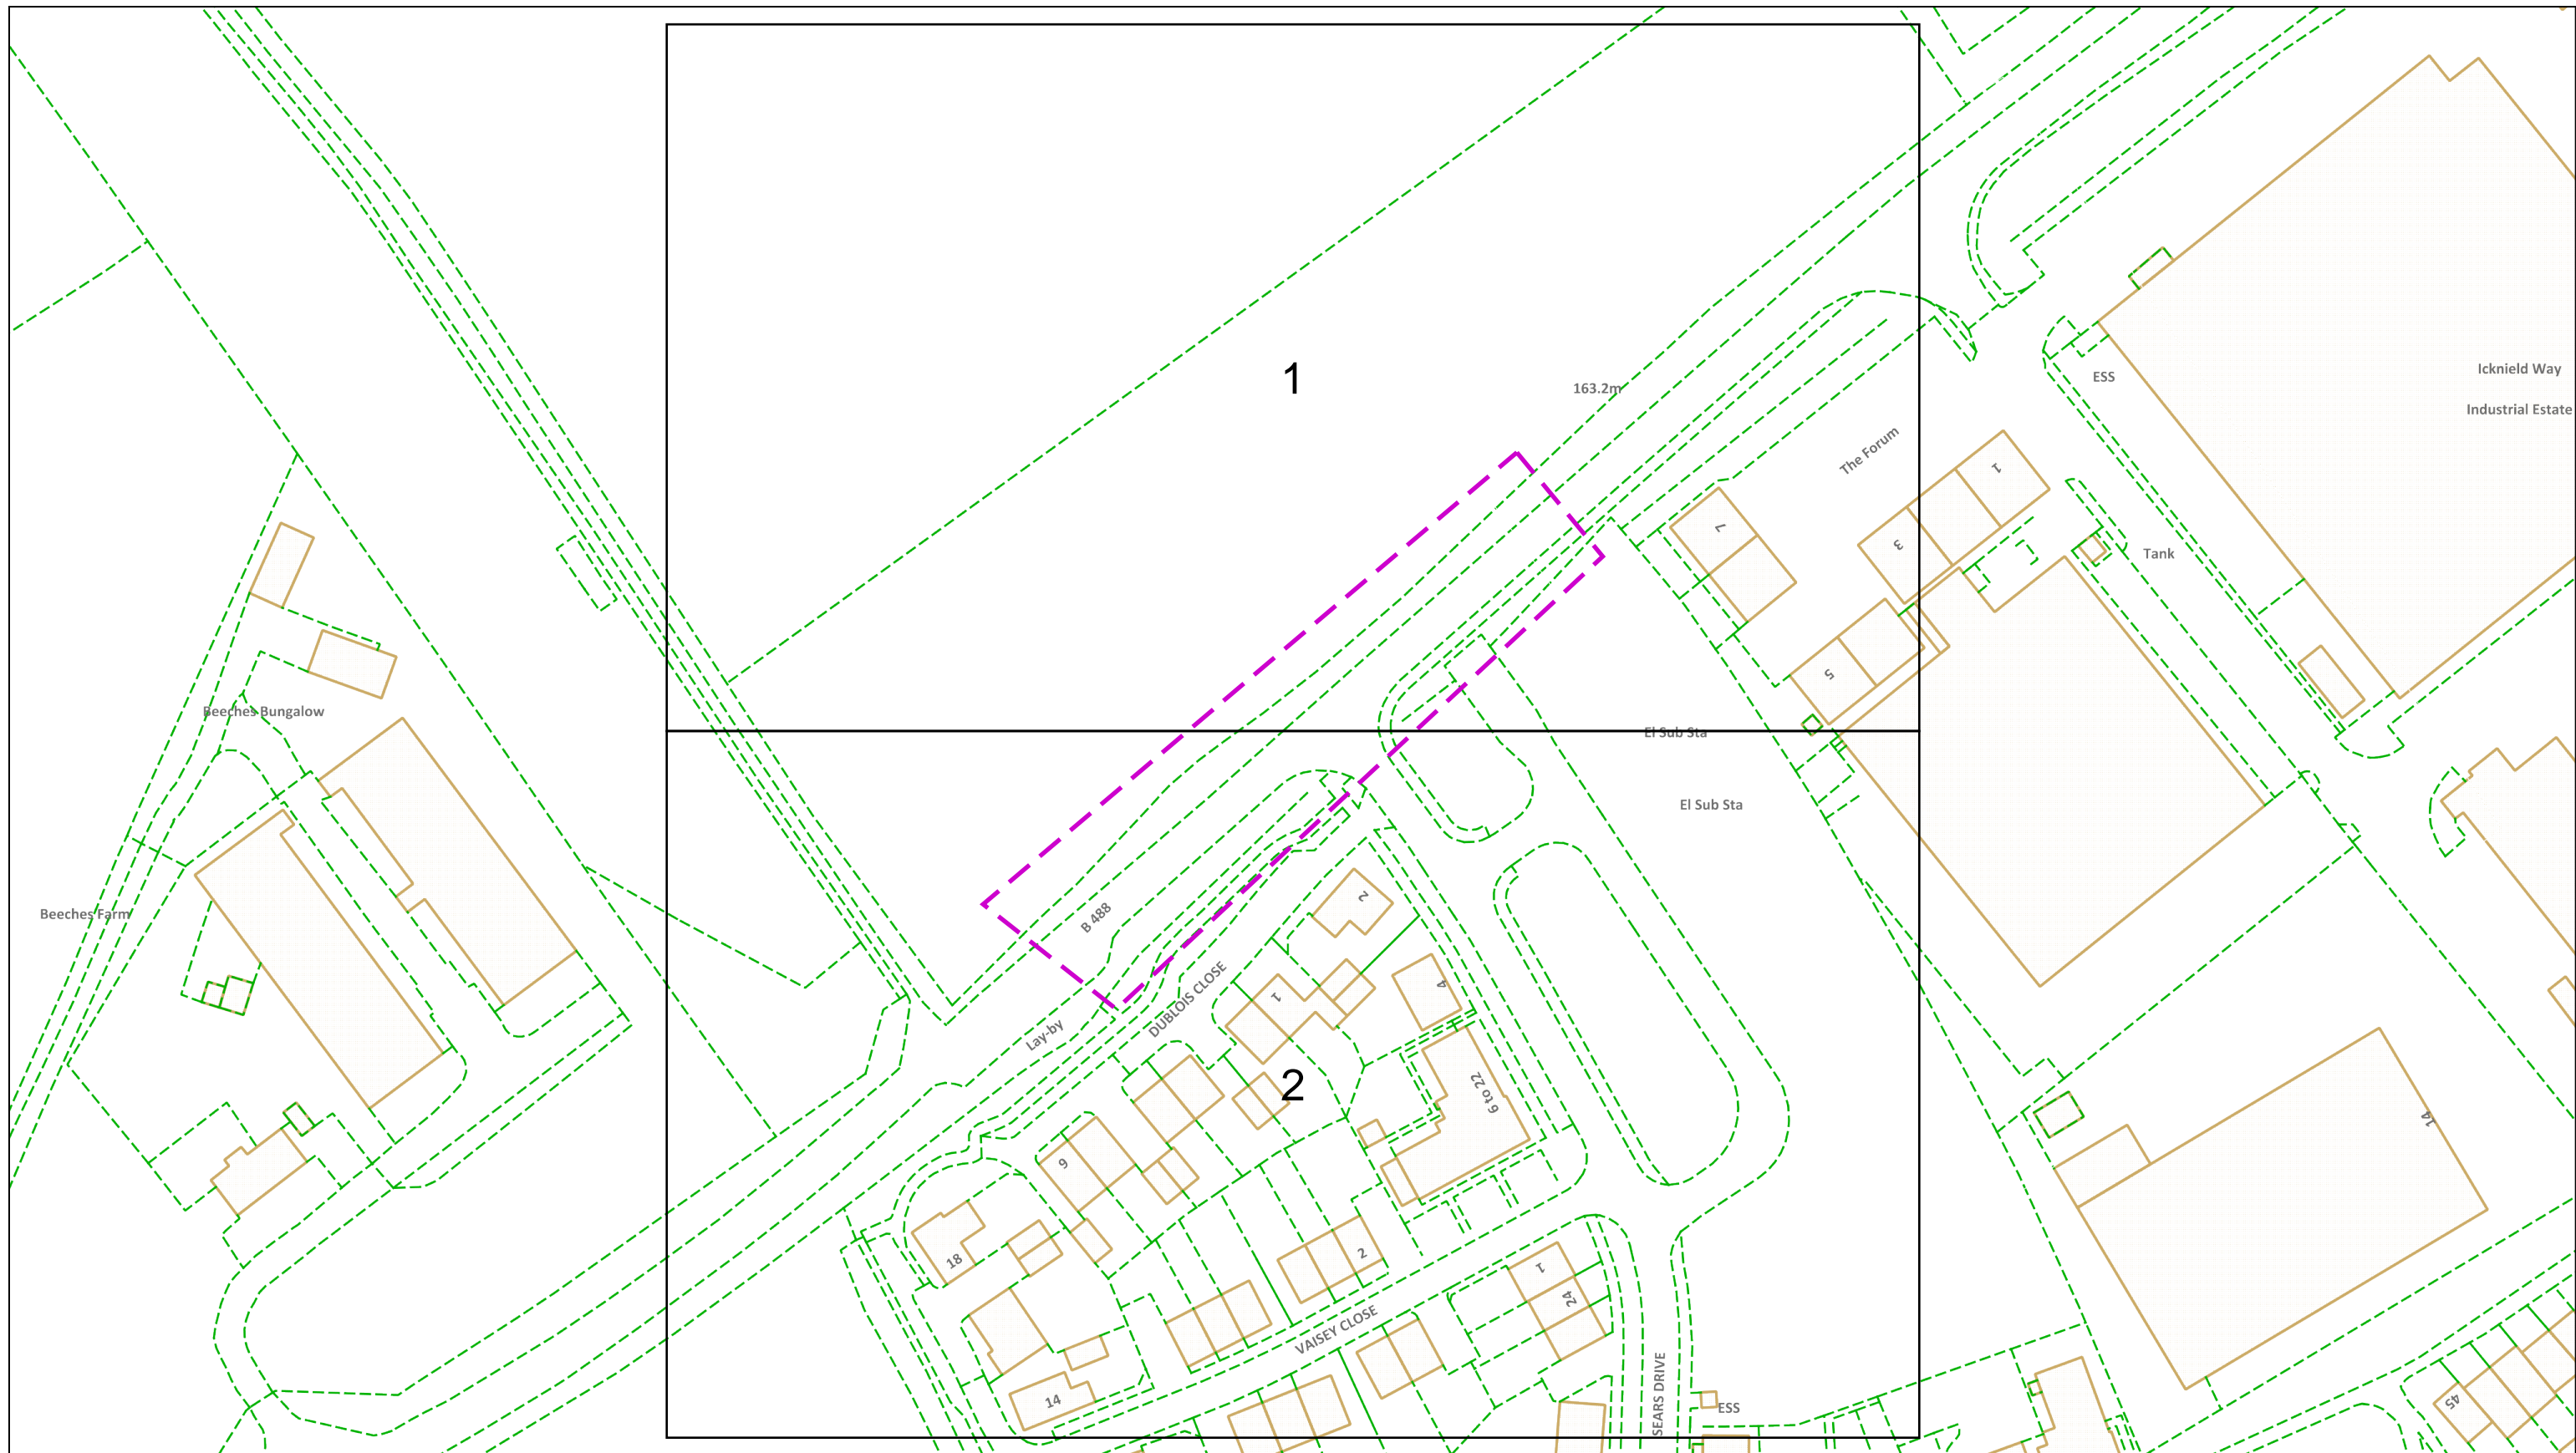 1
163.2m
The Forum
1
ESS
Icknield Way
Industrial Estate
7
3
Tank
5
Beeches Bungalow
El Sub Sta
El Sub Sta
Beeches Farm
B 488
2
DUBLOIS CLOSE
1
4
Lay-by
2
6 to 22
14
9
18
2
1
24
VAISEY CLOSE
14
SEARS DRIVE
ESS
45